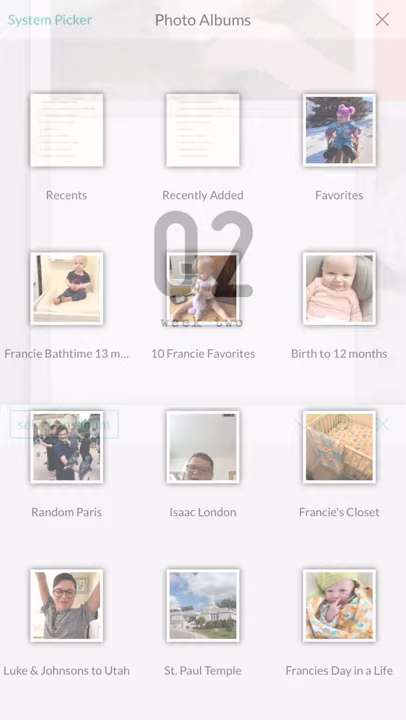 System Picker
Photo Albums
Recents
Recently Added
Favorites
02
week two
Francie Bathtime 13 m...
10 Francie Favorites
Birth to 12 months
Random Paris
Isaac London
Francie's Closet
Luke & Johnsons to Utah
St. Paul Temple
Francies Day in a Life